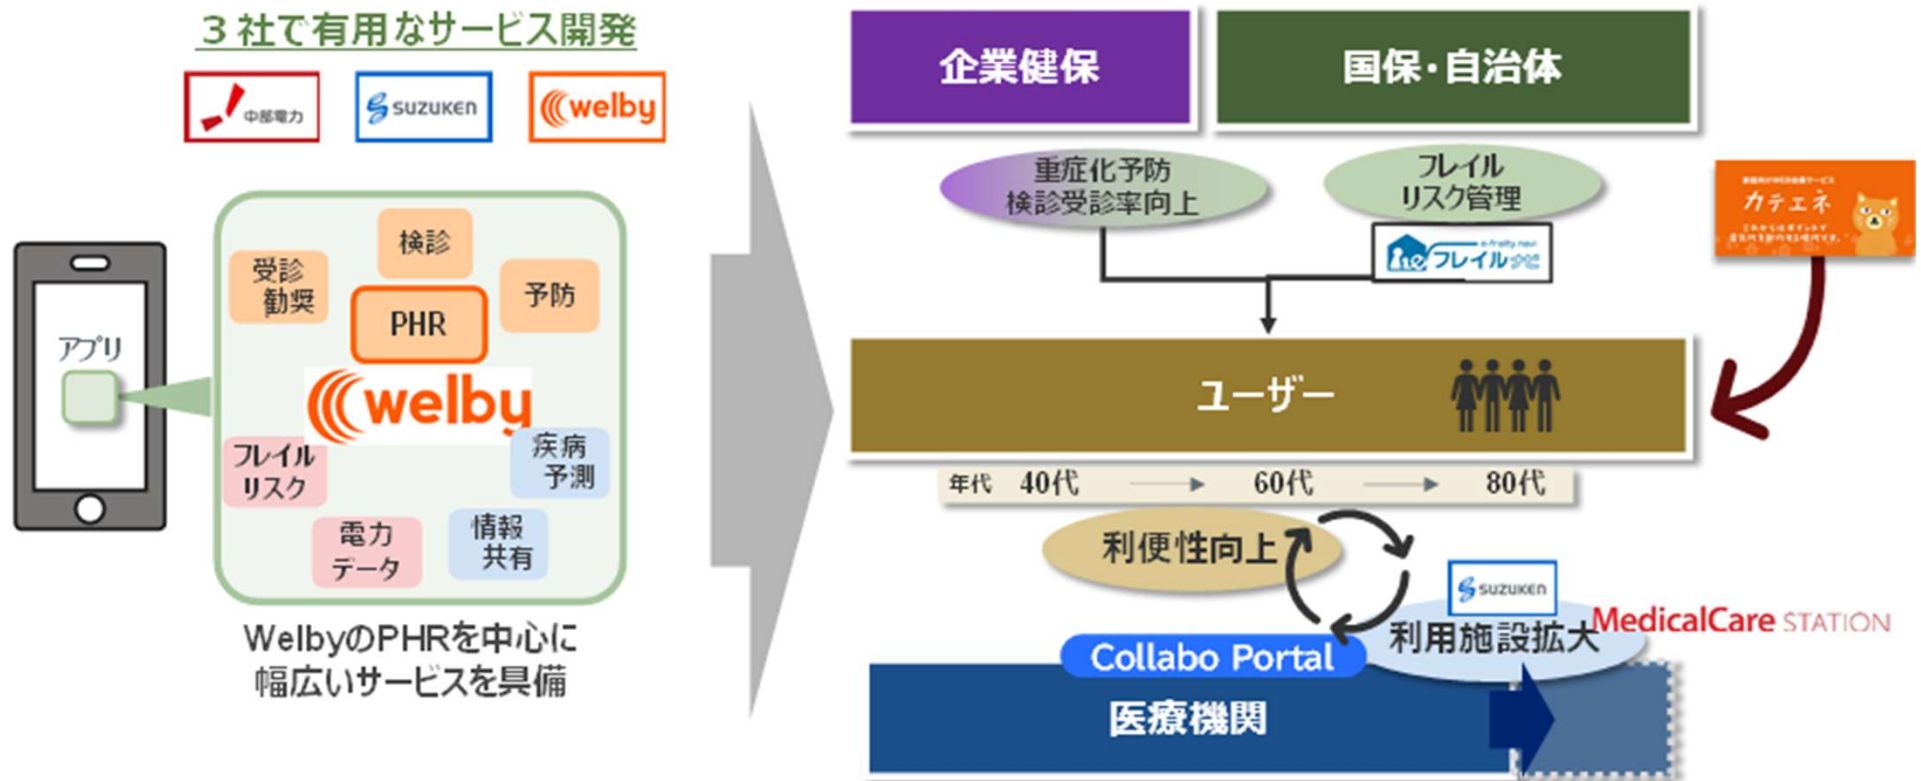 3社で有用なサービス開発
中部電力
SUZUKEN
welby
アプリ
検診
受診
勧奨
予防
PHR
welby
フレイル
リスク
疾病
予測
電力
データ
情報
共有
WelbyのPHRを中心に
幅広いサービスを具備
企業健保
国保・自治体
重症化予防
検診受診率向上
フレイル
リスク管理
e-frailty navi
フレイルナビ
カテエネ
ユーザー
年代 40代 60代 80代
利便性向上
SUZUKEN
利用施設拡大
MedicalCare STATION
Collabo Portal
医療機関